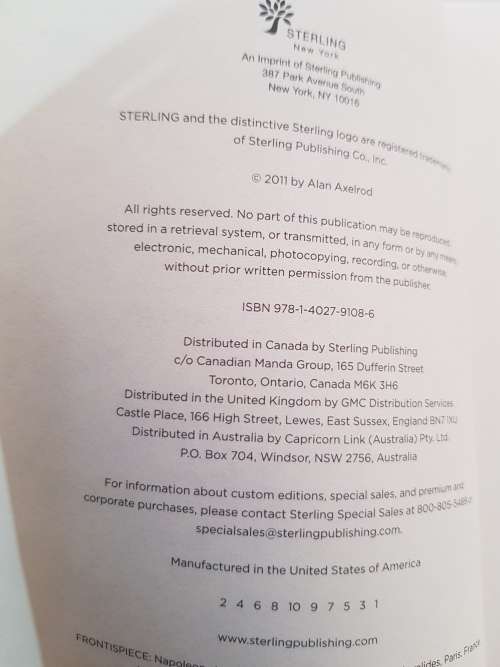 STERLING
New York
An Imprint of Sterling Publishing
387 Park Avenue South
New York, NY 10016
STERLING and the distinctive Sterling logo are registered trademarks
of Sterling Publishing Co., Inc.
© 2011 by Alan Axelrod
All rights reserved. No part of this publication may be reproduced,
stored in a retrieval system, or transmitted, in any form or by any means,
electronic, mechanical, photocopying, recording, or otherwise,
without prior written permission from the publisher.
ISBN 978-1-4027-9108-6
Distributed in Canada by Sterling Publishing
c/o Canadian Manda Group, 165 Dufferin Street
Toronto, Ontario, Canada M6K 3H6
Distributed in the United Kingdom by GMC Distribution Services
Castle Place, 166 High Street, Lewes, East Sussex, England BN7 1XU
Distributed in Australia by Capricorn Link (Australia) Pty. Ltd.
P.O. Box 704, Windsor, NSW 2756, Australia
For information about custom editions, special sales, and premium and
corporate purchases, please contact Sterling Special Sales at
specialsales@sterlingpublishing.com.
Manufactured in the United States of America
2 4 6 8 10 9 7 5 3 1
www.sterlingpublishing.com
FRONTISPIECE: Paris, France